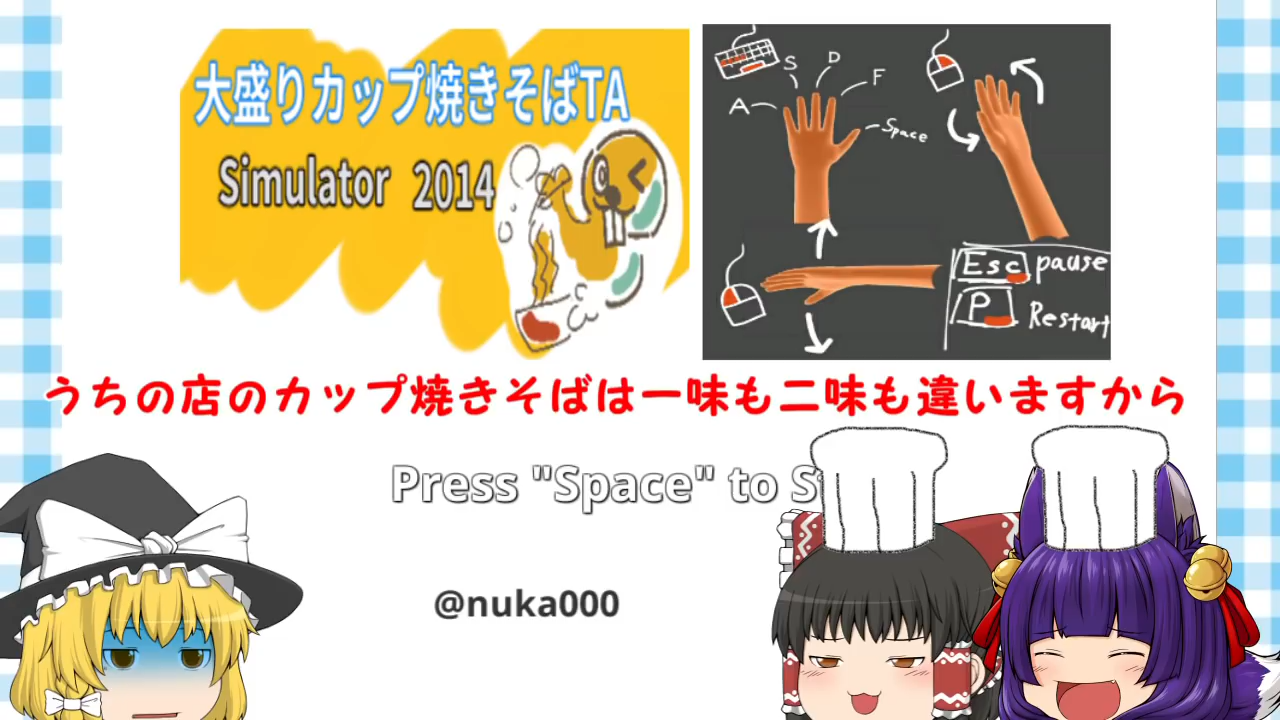 大盛りカップ焼きそばTA
Simulator 2014
A
S
D
F
Space
Esc pause
P Restart
うちの店のカップ焼きそばは一味も二味も違いますから
Press "Space" to S
@nuka000